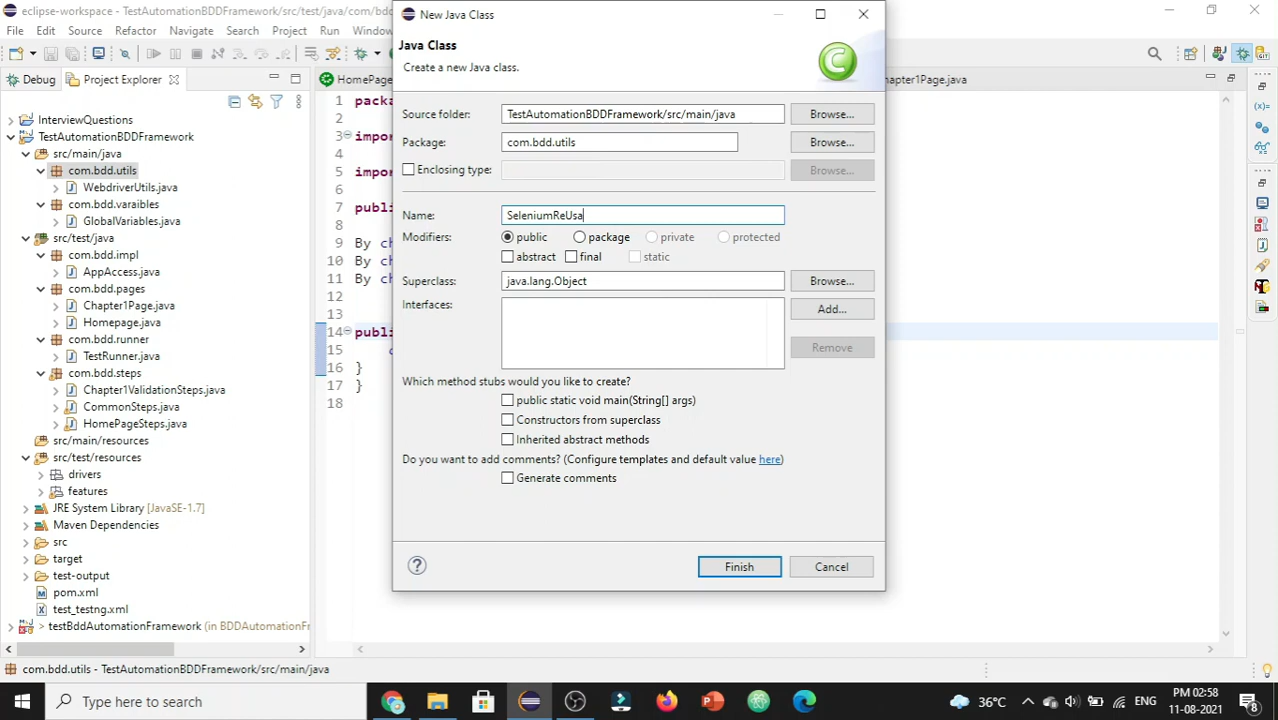 eclipse-workspace - TestAutomationBDDFramework/src/test/java/com/bdd
New Java Class
File Edit Source Refactor Navigate Search Project Run Window
Java Class
Create a new Java class.
Debug Project Explorer
HomePage
hapter1Page.java
InterviewQuestions
TestAutomationBDDFramework
src/main/java
com.bdd.utils
WebdriverUtils.java
com.bdd.varaibles
GlobalVariables.java
src/test/java
com.bdd.impl
AppAccess.java
com.bdd.pages
Chapter1Page.java
Homepage.java
com.bdd.runner
TestRunner.java
com.bdd.steps
Chapter1ValidationSteps.java
CommonSteps.java
HomePageSteps.java
src/main/resources
src/test/resources
drivers
features
JRE System Library [JavaSE-1.7]
Maven Dependencies
src
target
test-output
pom.xml
test_testng.xml
> testBddAutomationFramework (in BDDAutomationFr
1 packa
3 impor
4
5 impor
6
7 publi
8
9 By ch
10 By ch
11 By ch
12
13
14 publi
15
16 }
17 }
18
Source folder: TestAutomationBDDFramework/src/main/java Browse...
Package: com.bdd.utils Browse...
Enclosing type: Browse...
Name: SeleniumReUsa
Modifiers: public package private protected
abstract final static
Superclass: java.lang.Object Browse...
Interfaces: Add...
Remove
Which method stubs would you like to create?
public static void main(String[] args)
Constructors from superclass
Inherited abstract methods
Do you want to add comments? (Configure templates and default value here)
Generate comments
? Finish Cancel
com.bdd.utils - TestAutomationBDDFramework/src/main/java
Type here to search
36°C
ENG
PM 02:58
11-08-2021
8